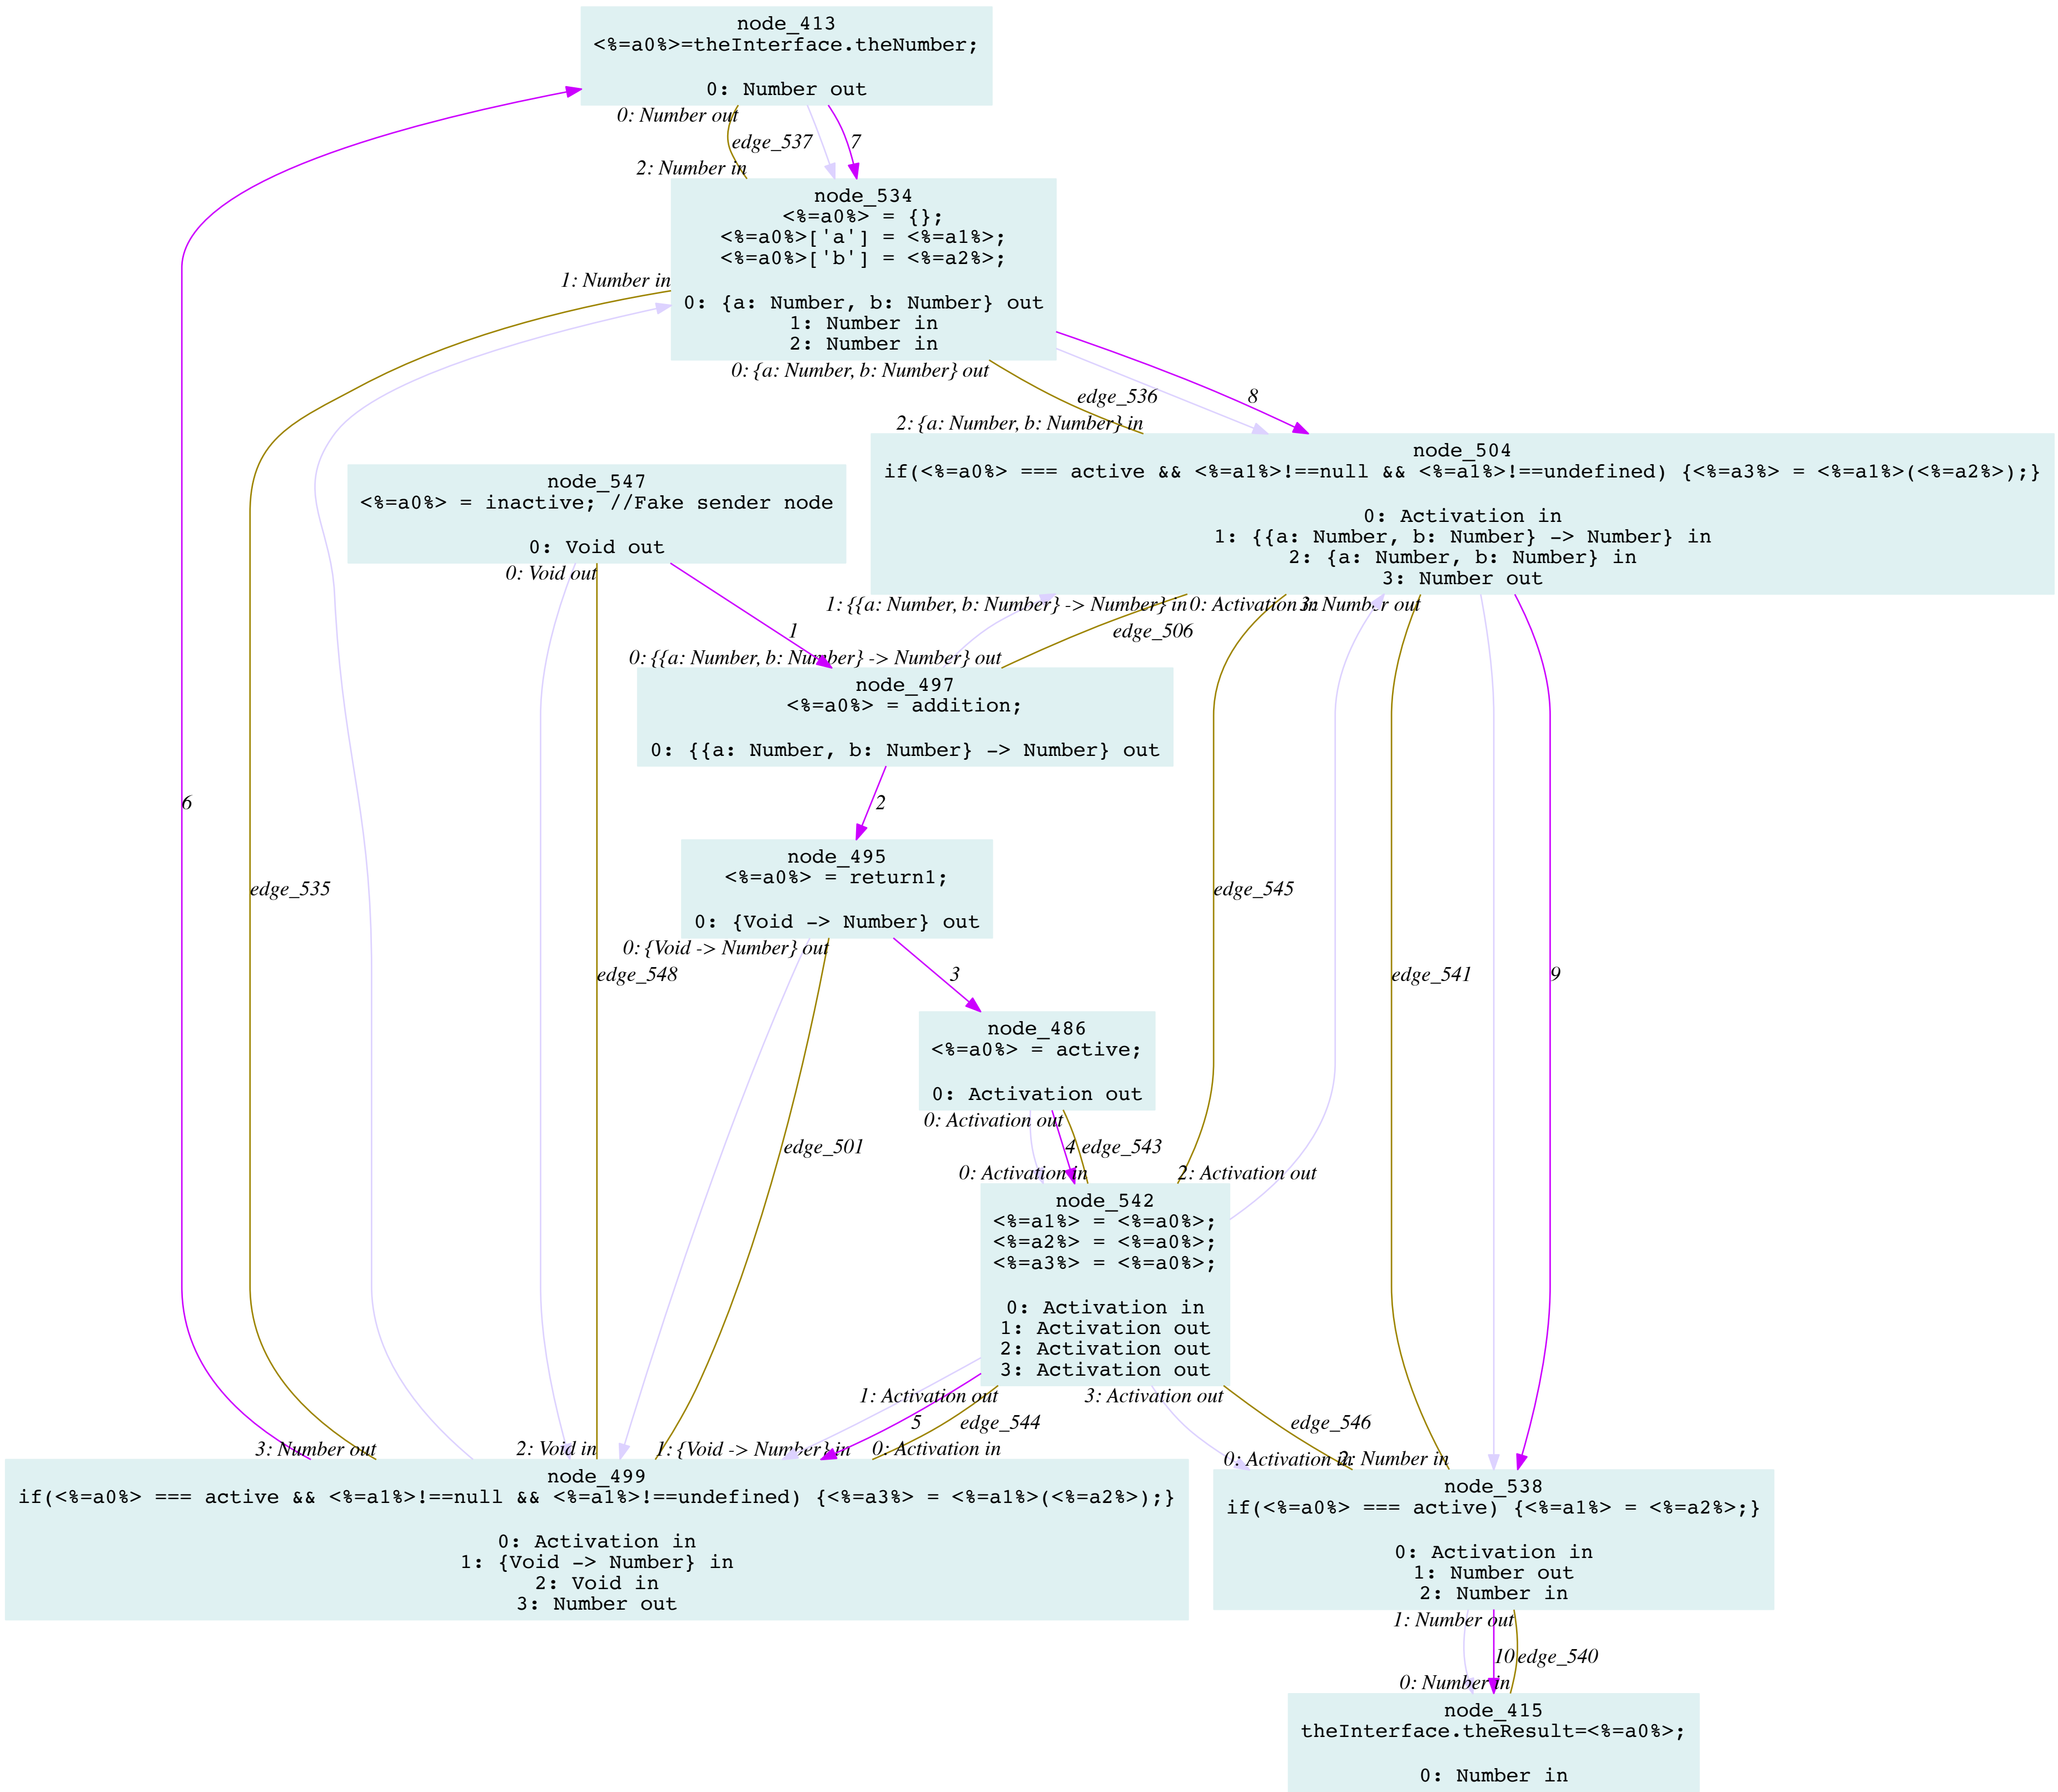 node_413
<%=a0%>=theInterface.theNumber;
0: Number out
0: Number out
edge_537
7
2: Number in
node_534
<%=a0%> = {};
<%=a0%>['a'] = <%=a1%>;
<%=a0%>['b'] = <%=a2%>;
0: {a: Number, b: Number} out
1: Number in
2: Number in
1: Number in
0: {a: Number, b: Number} out
edge_536
8
2: {a: Number, b: Number} in
node_504
if(<%=a0%> === active && <%=a1%>!==null && <%=a1%>!==undefined) {<%=a3%> = <%=a1%>(<%=a2%>);}
0: Activation in
1: {{a: Number, b: Number} -> Number} in
2: {a: Number, b: Number} in
3: Number out
node_547
<%=a0%> = inactive; //Fake sender node
0: Void out
0: Void out
1: {{a: Number, b: Number} -> Number} in
0: Activation in
3: Number out
1
edge_506
0: {{a: Number, b: Number} -> Number} out
node_497
<%=a0%> = addition;
0: {{a: Number, b: Number} -> Number} out
6
2
node_495
<%=a0%> = return1;
0: {Void -> Number} out
edge_535
edge_545
0: {Void -> Number} out
edge_548
3
edge_541
9
node_486
<%=a0%> = active;
0: Activation out
0: Activation out
edge_501
4
edge_543
0: Activation in
2: Activation out
node_542
<%=a1%> = <%=a0%>;
<%=a2%> = <%=a0%>;
<%=a3%> = <%=a0%>;
0: Activation in
1: Activation out
2: Activation out
3: Activation out
1: Activation out
3: Activation out
5
edge_544
edge_546
3: Number out
2: Void in
1: {Void -> Number} in
0: Activation in
0: Activation in
2: Number in
node_499
if(<%=a0%> === active && <%=a1%>!==null && <%=a1%>!==undefined) {<%=a3%> = <%=a1%>(<%=a2%>);}
0: Activation in
1: {Void -> Number} in
2: Void in
3: Number out
node_538
if(<%=a0%> === active) {<%=a1%> = <%=a2%>;}
0: Activation in
1: Number out
2: Number in
1: Number out
10
edge_540
0: Number in
node_415
theInterface.theResult=<%=a0%>;
0: Number in